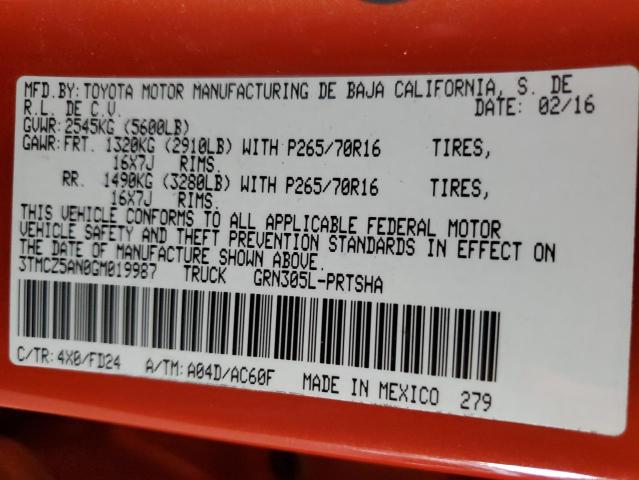 MFD.BY:TOYOTA MOTOR MANUFACTURING DE BAJA CALIFORNIA, S. DE
R.L. DE C.V. DATE: 02/16
GVWR:2545KG (5600LB)
GAWR:FRT. 1320KG (2910LB) WITH P265/70R16 TIRES,
16X7J RIMS.
RR. 1490KG (3280LB) WITH P265/70R16 TIRES,
16X7J RIMS.
THIS VEHICLE CONFORMS TO ALL APPLICABLE FEDERAL MOTOR
VEHICLE SAFETY AND THEFT PREVENTION STANDARDS IN EFFECT ON
THE DATE OF MANUFACTURE SHOWN ABOVE.
3TMCZ5AN0GM019987 TRUCK GRN305L-PRTSHA
C/TR:4X0/FD24 A/TM:A04D/AC60F MADE IN MEXICO 279